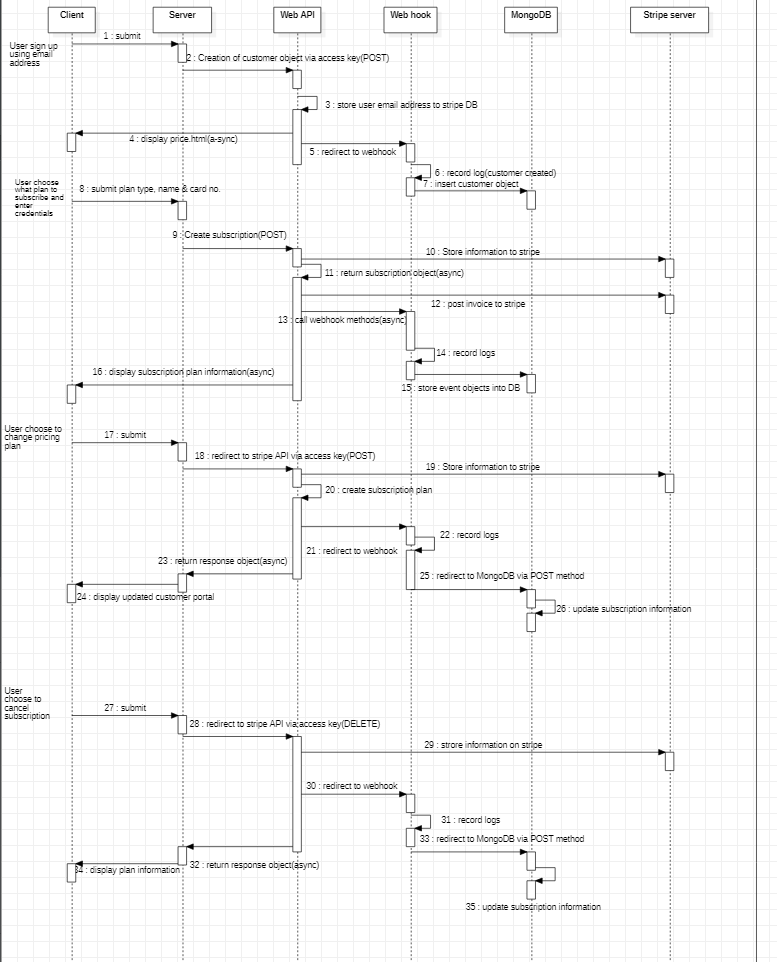 Client
Server
Web API
Web hook
MongoDB
Stripe server
User sign up
using email
address
1 : submit
2 : Creation of customer object via access key(POST)
3 : store user email address to stripe DB
4 : display price.html(a-sync)
5 : redirect to webhook
6 : record log(customer created)
7 : insert customer object
User choose
what plan to
subscribe and
enter
credentials
8 : submit plan type, name & card no.
9 : Create subscription(POST)
10 : Store information to stripe
11 : return subscription object(async)
12 : post invoice to stripe
13 : call webhook methods(async)
14 : record logs
15 : store event objects into DB
16 : display subscription plan information(async)
User choose to
change pricing
plan
17 : submit
18 : redirect to stripe API via access key(POST)
19 : Store information to stripe
20 : create subscription plan
21 : redirect to webhook
22 : record logs
23 : return response object(async)
24 : display updated customer portal
25 : redirect to MongoDB via POST method
26 : update subscription information
User
choose to
cancel
subscription
27 : submit
28 : redirect to stripe API via access key(DELETE)
29 : strore information on stripe
30 : redirect to webhook
31 : record logs
32 : return response object(async)
33 : redirect to MongoDB via POST method
34 : display plan information
35 : update subscription information